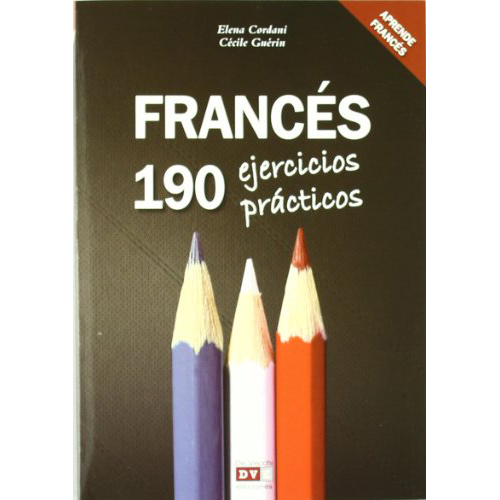 Elena Cordani
Cécile Guérin
APRENDE
FRANCÉS
FRANCÉS
190 ejercicios
prácticos
DV